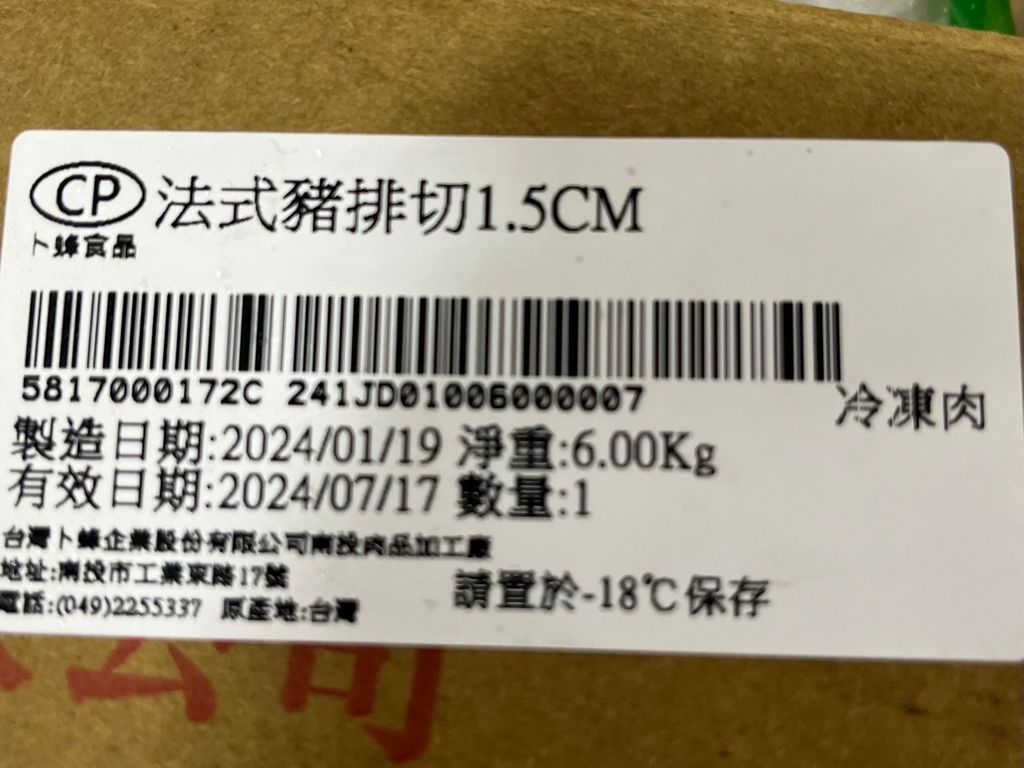 CP 法式豬排切1.5CM
卜蜂食品
5817000172C 241JD01006000007
冷凍肉
製造日期:2024/01/19 淨重:6.00Kg
有效日期:2024/07/17 數量:1
台灣卜蜂企業股份有限公司南投肉品加工廠
地址:南投市工業東路17號
請置於-18℃保存
電話:(049)2255337 原產地:台灣
公司